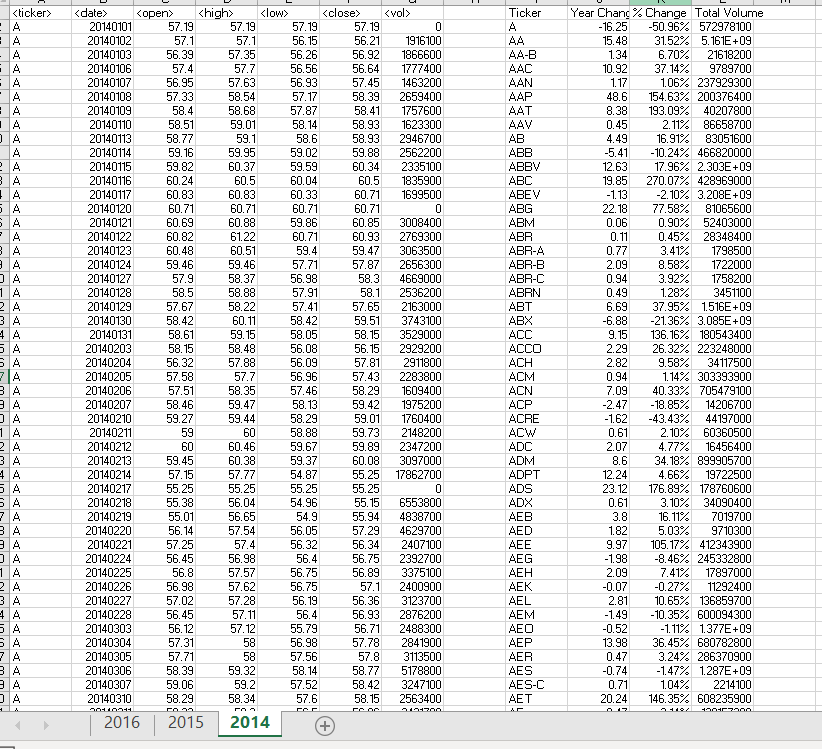 <ticker> <date> <open> <high> <low> <close> <vol> Ticker Year Chang % Change Total Volume
A 20140101 57.19 57.19 57.19 57.19 0 A -16.25 -50.96% 572978100
A 20140102 57.1 57.1 56.15 56.21 1916100 AA 15.48 31.52% 5.161E+09
A 20140103 56.39 57.35 56.26 56.92 1866600 AA-B 1.34 6.70% 21618200
A 20140106 57.4 57.7 56.56 56.64 1777400 AAC 10.92 37.14% 9789700
A 20140107 56.95 57.63 56.93 57.45 1463200 AAN 1.17 1.06% 237929300
A 20140108 57.33 58.54 57.17 58.39 2659400 AAP 48.6 154.63% 200376400
A 20140109 58.4 58.68 57.87 58.41 1757600 AAT 8.38 193.09% 40207800
A 20140110 58.51 59.01 58.14 58.93 1623300 AAV 0.45 2.11% 86658700
A 20140113 58.77 59.1 58.6 58.93 2946700 AB 4.49 16.91% 83051600
A 20140114 59.16 59.95 59.02 59.88 2562200 ABB -5.41 -10.24% 466820000
A 20140115 59.82 60.37 59.59 60.34 2335100 ABBV 12.63 17.96% 2.303E+09
A 20140116 60.24 60.5 60.04 60.5 1835900 ABC 19.85 270.07% 428969000
A 20140117 60.83 60.83 60.33 60.71 1699500 ABEV -1.13 -2.10% 3.208E+09
A 20140120 60.71 60.71 60.71 60.71 0 ABG 22.18 77.58% 81065600
A 20140121 60.69 60.88 59.86 60.85 3008400 ABM 0.06 0.90% 52403000
A 20140122 60.82 61.22 60.71 60.93 2769300 ABR 0.11 0.45% 28348400
A 20140123 60.48 60.51 59.4 59.47 3063500 ABR-A 0.77 3.41% 1798500
A 20140124 59.46 59.46 57.71 57.87 2656300 ABR-B 2.09 8.58% 1722000
A 20140127 57.9 58.37 56.98 58.3 4669000 ABR-C 0.94 3.92% 1758200
A 20140128 58.5 58.88 57.91 58.1 2536200 ABRN 0.49 1.28% 3451100
A 20140129 57.67 58.22 57.41 57.65 2163000 ABT 6.69 37.95% 1.516E+09
A 20140130 58.42 60.11 58.42 59.51 3743100 ABX -6.88 -21.36% 3.085E+09
A 20140131 58.61 59.15 58.05 58.15 3529000 ACC 9.15 136.16% 180543400
A 20140203 58.15 58.48 56.08 56.15 2929200 ACCO 2.29 26.32% 223248000
A 20140204 56.32 57.88 56.09 57.81 2911800 ACH 2.82 9.58% 34117500
A 20140205 57.58 57.7 56.96 57.43 2283800 ACM 0.94 1.14% 303393900
A 20140206 57.51 58.35 57.46 58.29 1609400 ACN 7.09 40.33% 705479100
A 20140207 58.46 59.47 58.13 59.42 1975200 ACP -2.47 -18.85% 14206700
A 20140210 59.27 59.44 58.29 59.01 1760400 ACRE -1.62 -43.43% 44197000
A 20140211 59 60 58.88 59.73 2148200 ACW 0.61 2.10% 60360500
A 20140212 60 60.46 59.67 59.89 2347200 ADC 2.07 4.77% 16456400
A 20140213 59.45 60.38 59.37 60.08 3097000 ADM 8.6 34.18% 899905700
A 20140214 57.15 57.77 54.87 55.25 17862700 ADPT 12.24 4.66% 19722500
A 20140217 55.25 55.25 55.25 55.25 0 ADS 23.12 176.89% 178760600
A 20140218 55.38 56.04 54.96 55.15 6553800 ADX 0.61 3.10% 34090400
A 20140219 55.01 56.65 54.9 55.94 4838700 AEB 3.8 16.11% 7019700
A 20140220 56.14 57.54 56.05 57.29 4629700 AED 1.82 5.03% 9710300
A 20140221 57.25 57.4 56.32 56.34 2407100 AEE 9.97 105.17% 412343900
A 20140224 56.45 56.98 56.4 56.75 2392700 AEG -1.98 -8.46% 245332800
A 20140225 56.8 57.57 56.75 56.89 3375100 AEH 2.09 7.41% 17897000
A 20140226 56.98 57.62 56.75 57.1 2400900 AEK -0.07 -0.27% 11292400
A 20140227 57.02 57.28 56.19 56.36 3123700 AEL 2.81 10.65% 136859700
A 20140228 56.45 57.11 56.4 56.93 2876200 AEM -1.49 -10.35% 600094300
A 20140303 56.12 57.12 55.79 56.71 2488300 AEO -0.52 -1.11% 1.377E+09
A 20140304 57.31 58 56.98 57.78 2841900 AEP 13.98 36.45% 680782800
A 20140305 57.71 58 57.56 57.8 3113500 AER 0.47 3.24% 286370900
A 20140306 58.39 59.32 58.14 58.77 5178800 AES -0.74 -1.47% 1.287E+09
A 20140307 59.06 59.2 57.52 58.42 3247100 AES-C 0.71 1.04% 2214100
A 20140310 58.29 58.34 57.6 58.15 2563400 AET 20.24 146.35% 608235900
2016 2015 2014